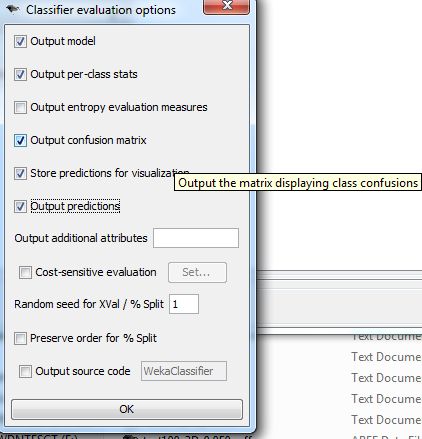 Classifier evaluation options
Output model
Output per-class stats
Output entropy evaluation measures
Output confusion matrix
Store predictions for visualization
Output the matrix displaying class confusions
Output predictions
Output additional attributes
Cost-sensitive evaluation Set...
Random seed for XVal / % Split 1
Preserve order for % Split
Output source code WekaClassifier
OK
Text Docume
Text Docume
Text Docume
Text Docume